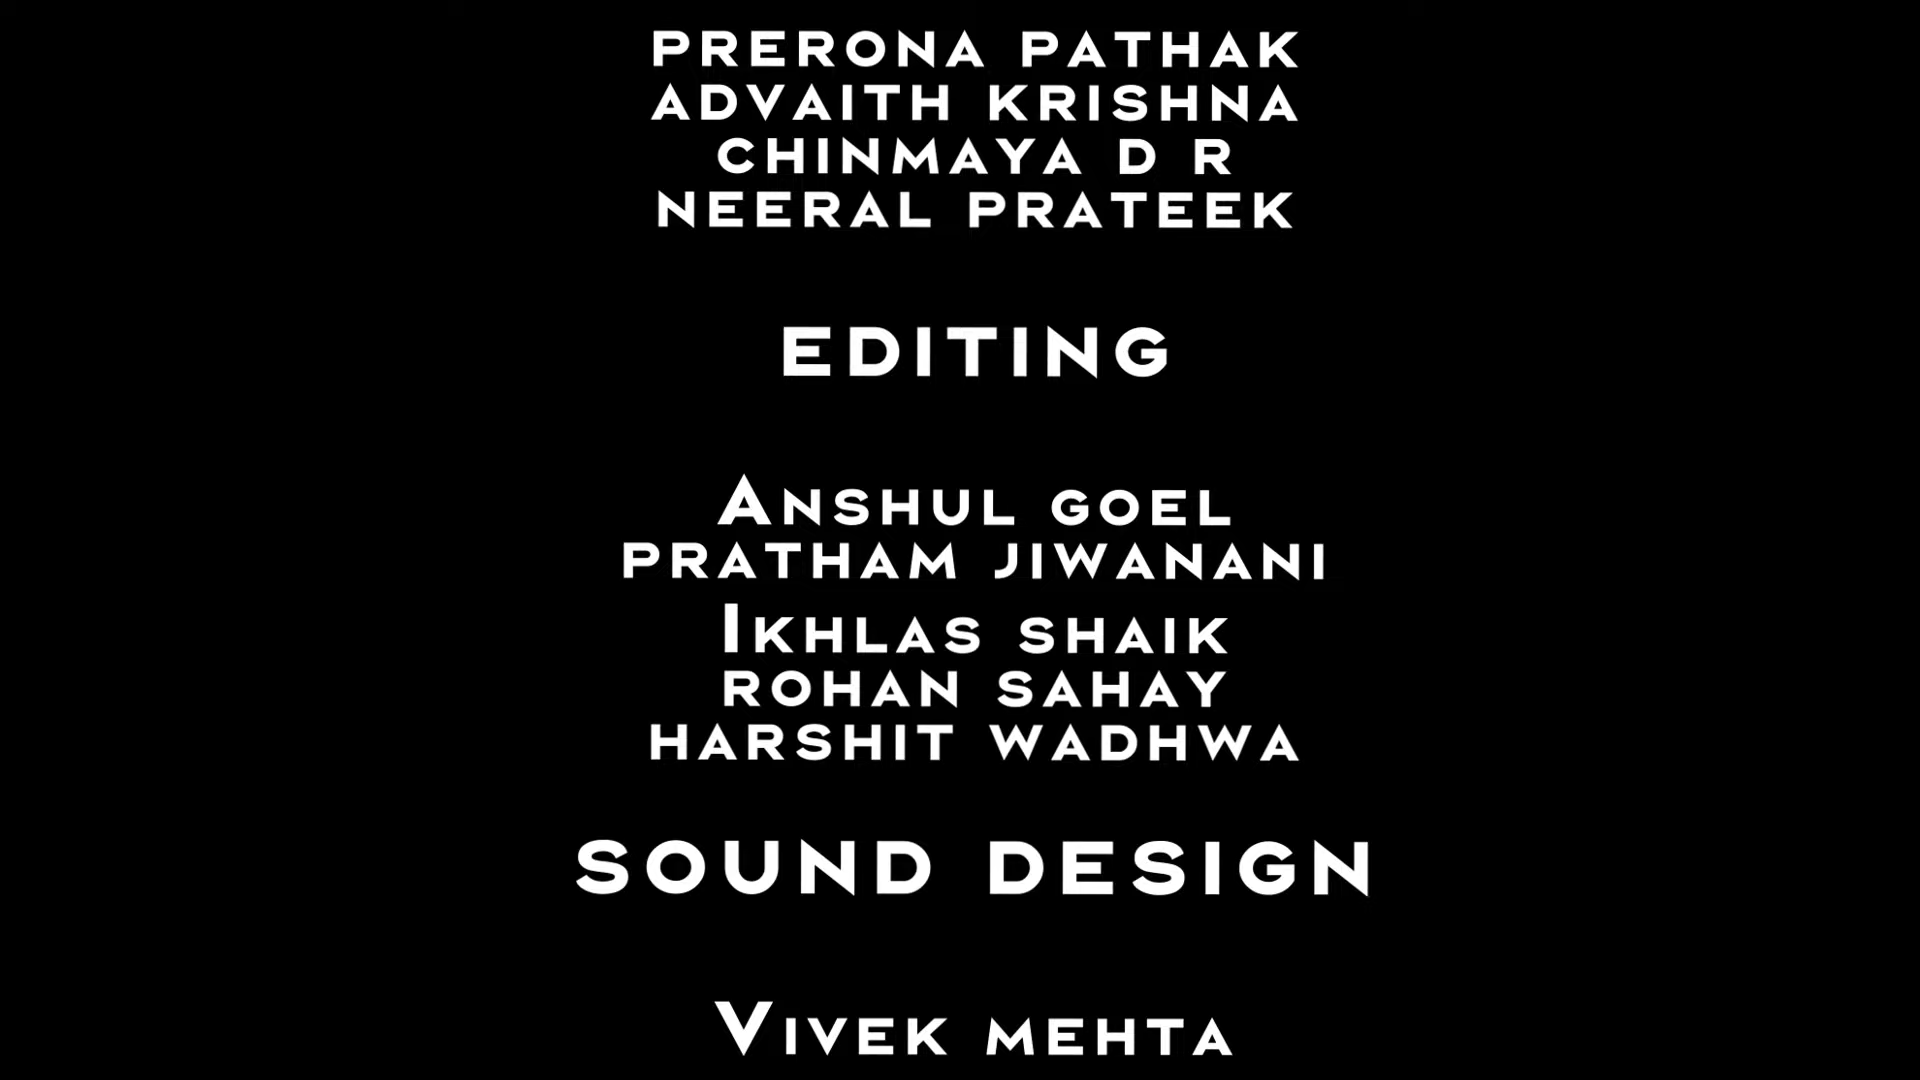 PRERONA PATHAK
ADVAITH KRISHNA
CHINMAYA D R
NEERAL PRATEEK
EDITING
ANSHUL GOEL
PRATHAM JIWANANI
IKHLAS SHAIK
ROHAN SAHAY
HARSHIT WADHWA
SOUND DESIGN
VIVEK MEHTA